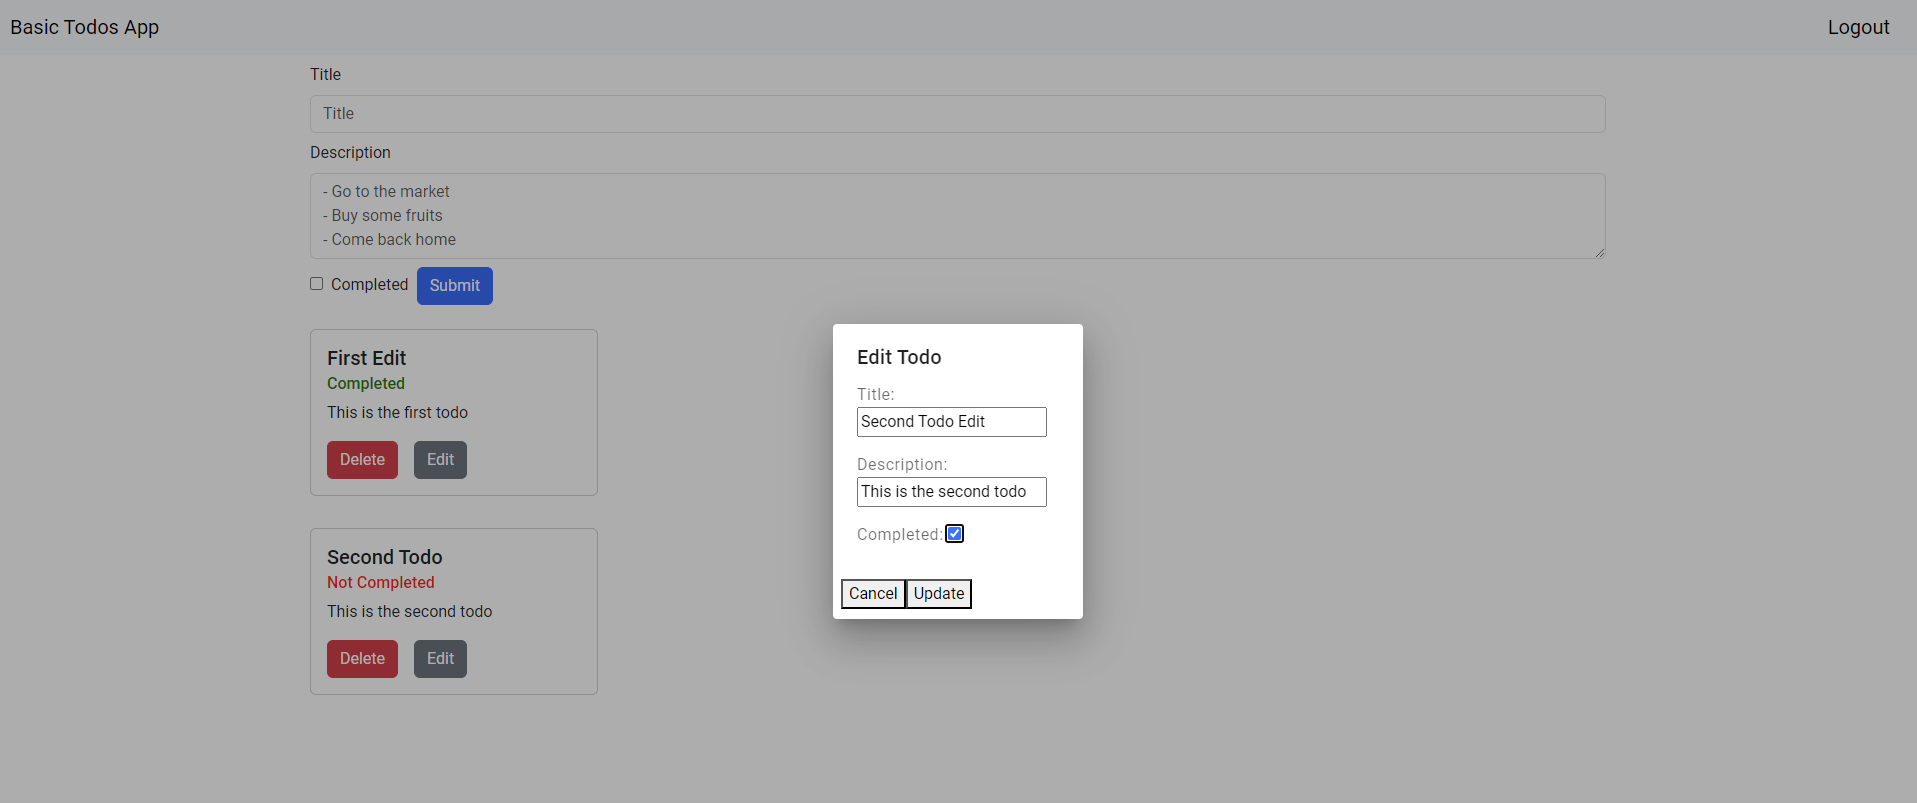 Basic Todos App
Logout
Title
Title
Description
- Go to the market
- Buy some fruits
- Come back home
Completed
Submit
First Edit
Completed
This is the first todo
Delete
Edit
Second Todo
Not Completed
This is the second todo
Delete
Edit
Edit Todo
Title:
Second Todo Edit
Description:
This is the second todo
Completed:
Cancel
Update